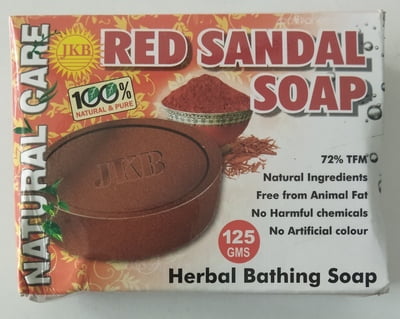 NATURAL CARE
JKB
RED SANDAL
SOAP
100%
NATURAL & PURE
JKB
72% TFM
Natural Ingredients
Free from Animal Fat
No Harmful chemicals
No Artificial colour
125
GMS
Herbal Bathing Soap